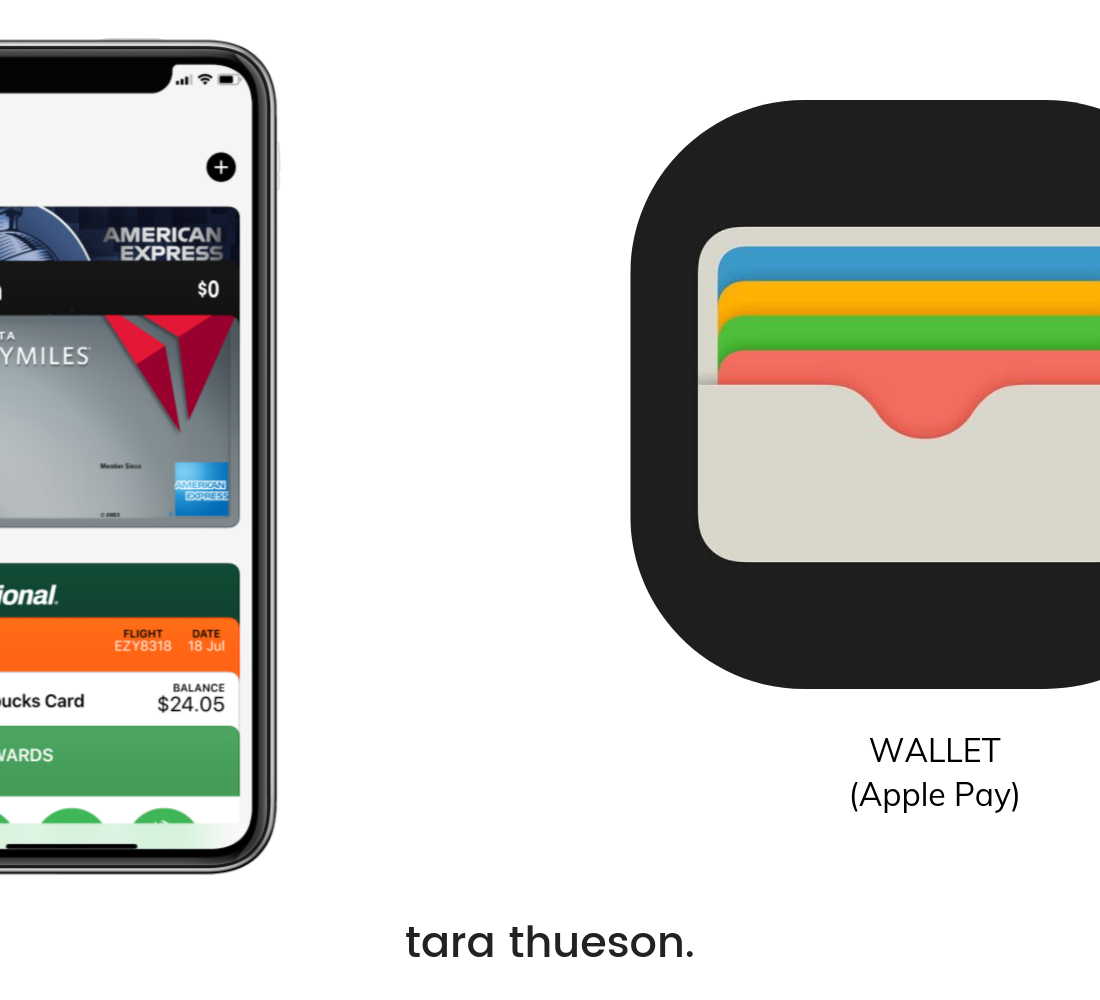 AMERICAN
EXPRESS
$0
TA
YMILES
Member Since
AMERICAN
EXPRESS
© AMEX
ional.
FLIGHT DATE
EZY8318 18 Jul
BALANCE
ucks Card $24.05
WARDS
WALLET
(Apple Pay)
tara thueson.